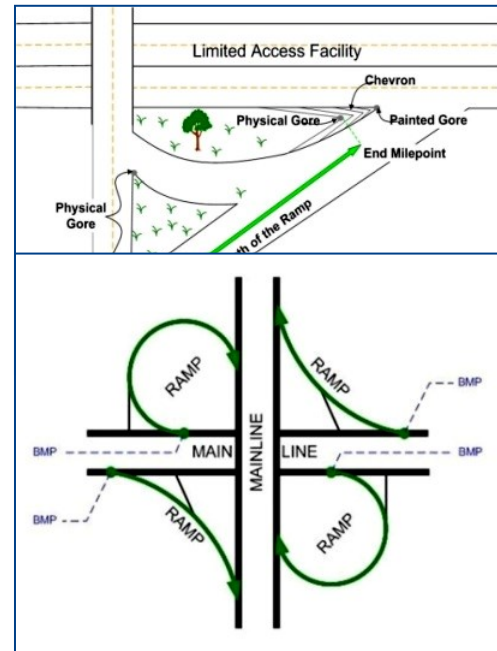 Limited Access Facility
Chevron
Physical Gore
Painted Gore
End Milepoint
Physical
Gore
of the Ramp
RAMP
RAMP
BMP
BMP
MAIN
MAINLINE
LINE
BMP
BMP
RAMP
RAMP